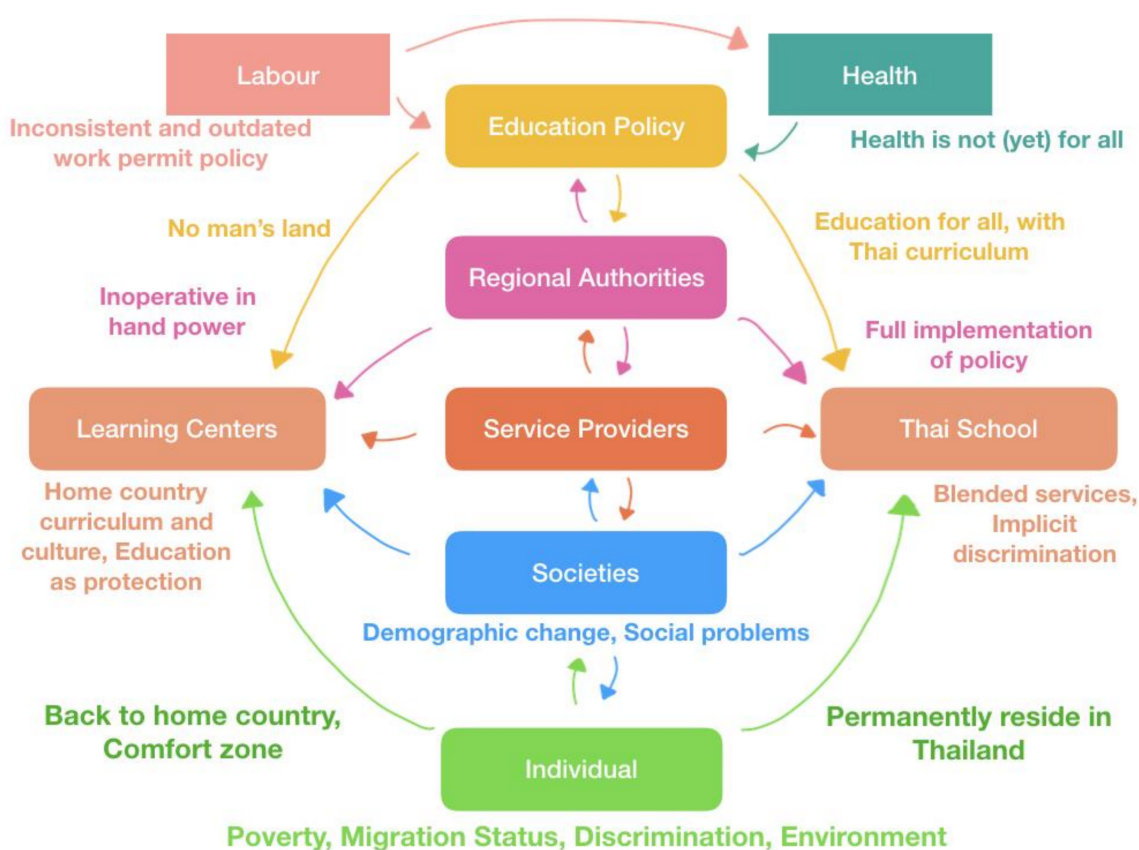 Labour
Health
Education Policy
Inconsistent and outdated
work permit policy
Health is not (yet) for all
No man's land
Education for all, with
Thai curriculum
Regional Authorities
Inoperative in
hand power
Full implementation
of policy
Learning Centers
Service Providers
Thai School
Home country
curriculum and
culture, Education
as protection
Blended services,
Implicit
discrimination
Societies
Demographic change, Social problems
Back to home country,
Comfort zone
Permanently reside in
Thailand
Individual
Poverty, Migration Status, Discrimination, Environment